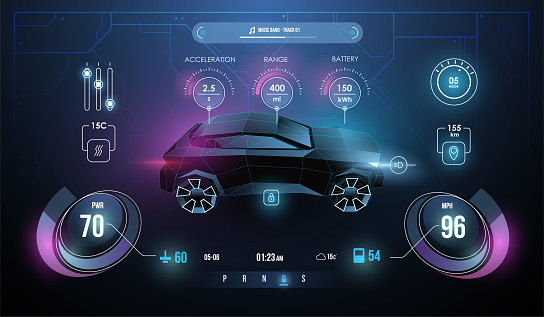 MUSIC BAND - TRACK 01
ACCELERATION
RANGE
BATTERY
2.5
s
400
mi
150
kWh
05
MODE
15C
155
km
PWR
70
MPH
96
60
05-06
01:23 AM
15c
54
P R N S